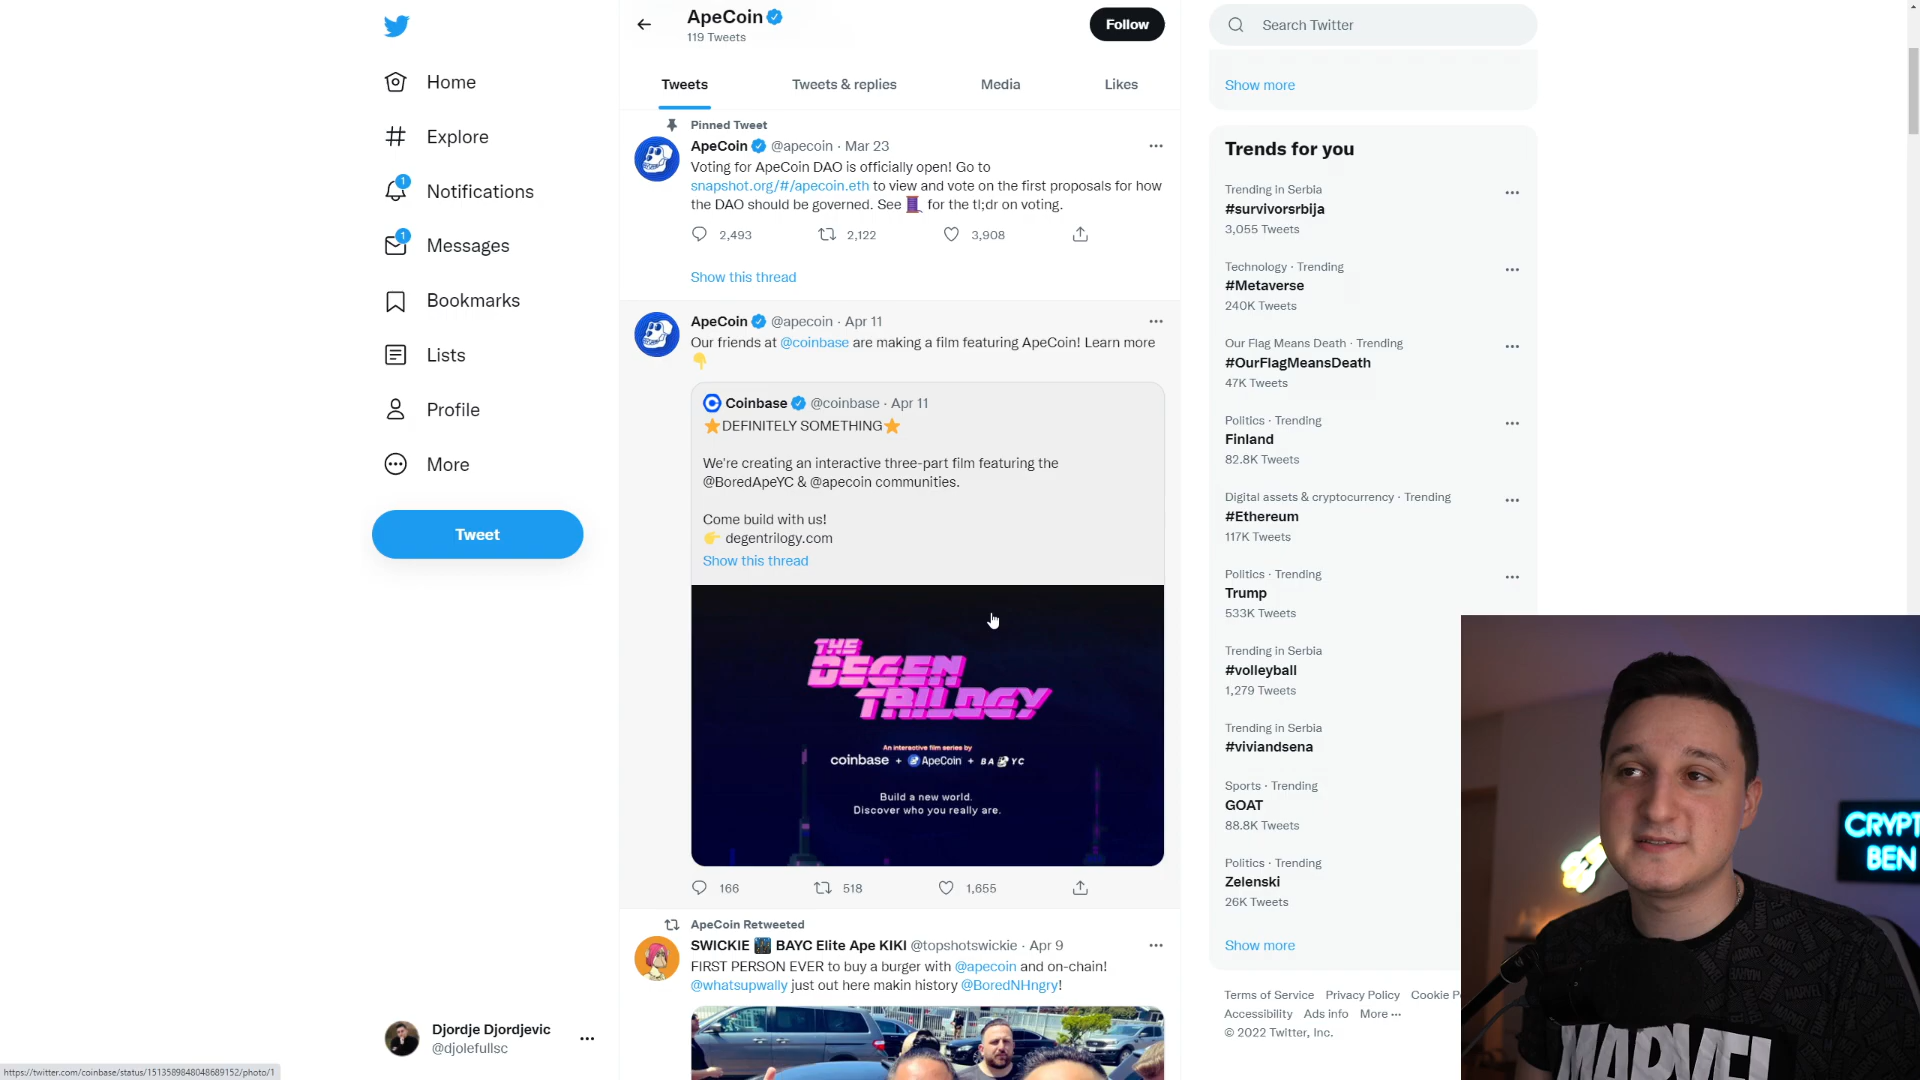 ApeCoin
119 Tweets
Follow
Search Twitter
Home
Explore
1
Notifications
1
Messages
Bookmarks
Lists
Profile
More
Tweet
Djordje Djordjevic
@djolefullsc
https://twitter.com/coinbase/status/1513589848048689152/photo/1
Tweets
Tweets & replies
Media
Likes
Pinned Tweet
ApeCoin @apecoin · Mar 23
Voting for ApeCoin DAO is officially open! Go to
snapshot.org/#/apecoin.eth to view and vote on the first proposals for how
the DAO should be governed. See 🧵 for the tl;dr on voting.
2,493
2,122
3,908
Show this thread
ApeCoin @apecoin · Apr 11
Our friends at @coinbase are making a film featuring ApeCoin! Learn more
👇
Coinbase @coinbase · Apr 11
⭐DEFINITELY SOMETHING⭐
We're creating an interactive three-part film featuring the
@BoredApeYC & @apecoin communities.
Come build with us!
👉 degentrilogy.com
Show this thread
THE
DEGEN
TRILOGY
An interactive film series by
coinbase + ApeCoin + BAYC
Build a new world.
Discover who you really are.
166
518
1,655
ApeCoin Retweeted
SWICKIE BAYC Elite Ape KIKI @topshotswickie · Apr 9
FIRST PERSON EVER to buy a burger with @apecoin and on-chain!
@whatsupwally just out here makin history @BoredNHngry!
Show more
Trends for you
Trending in Serbia
#survivorsrbija
3,055 Tweets
Technology · Trending
#Metaverse
240K Tweets
Our Flag Means Death · Trending
#OurFlagMeansDeath
47K Tweets
Politics · Trending
Finland
82.8K Tweets
Digital assets & cryptocurrency · Trending
#Ethereum
117K Tweets
Politics · Trending
Trump
533K Tweets
Trending in Serbia
#volleyball
1,279 Tweets
Trending in Serbia
#viviandsena
Sports · Trending
GOAT
88.8K Tweets
Politics · Trending
Zelenski
26K Tweets
Show more
Terms of Service Privacy Policy Cookie P
Accessibility Ads info More ···
© 2022 Twitter, Inc.
CRYPT
BEN
MARVEL